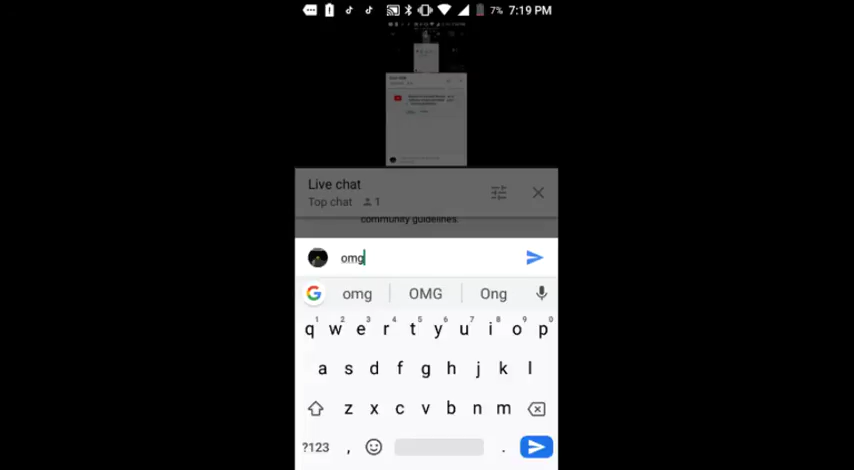 7% 7:19 PM
Live chat
Top chat 1
community guidelines.
omg
omg OMG Ong
1 2 3 4 5 6 7 8 9 0
q w e r t y u i o p
a s d f g h j k l
z x c v b n m
?123 , .